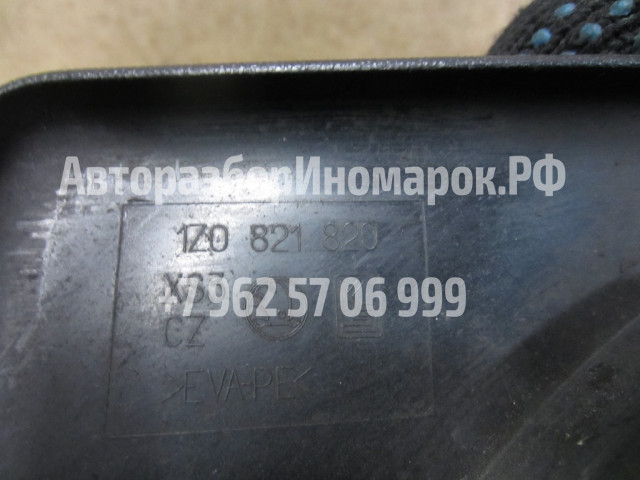 АвторазборИномарок.РФ
1Z0 821 820
+7962 57 06 999
CZ
>EVA-PE<